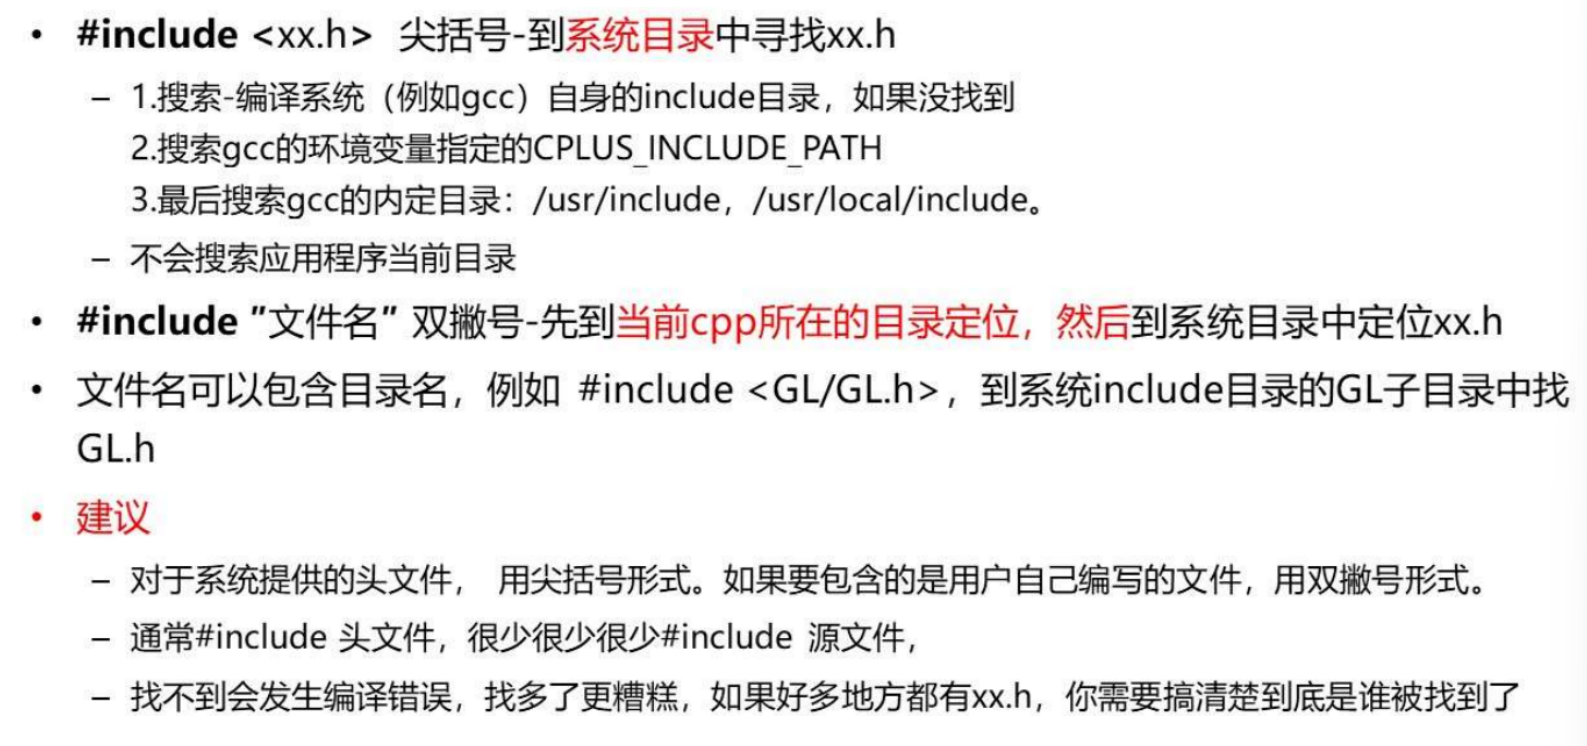 • #include <xx.h> 尖括号-到系统目录中寻找xx.h
– 1.搜索-编译系统（例如gcc）自身的include目录，如果没找到
2.搜索gcc的环境变量指定的CPLUS_INCLUDE_PATH
3.最后搜索gcc的内定目录：/usr/include，/usr/local/include。
– 不会搜索应用程序当前目录
• #include "文件名" 双撇号-先到当前cpp所在的目录定位，然后到系统目录中定位xx.h
• 文件名可以包含目录名，例如 #include <GL/GL.h>，到系统include目录的GL子目录中找
GL.h
• 建议
– 对于系统提供的头文件， 用尖括号形式。如果要包含的是用户自己编写的文件，用双撇号形式。
– 通常#include 头文件，很少很少很少#include 源文件，
– 找不到会发生编译错误，找多了更糟糕，如果好多地方都有xx.h，你需要搞清楚到底是谁被找到了